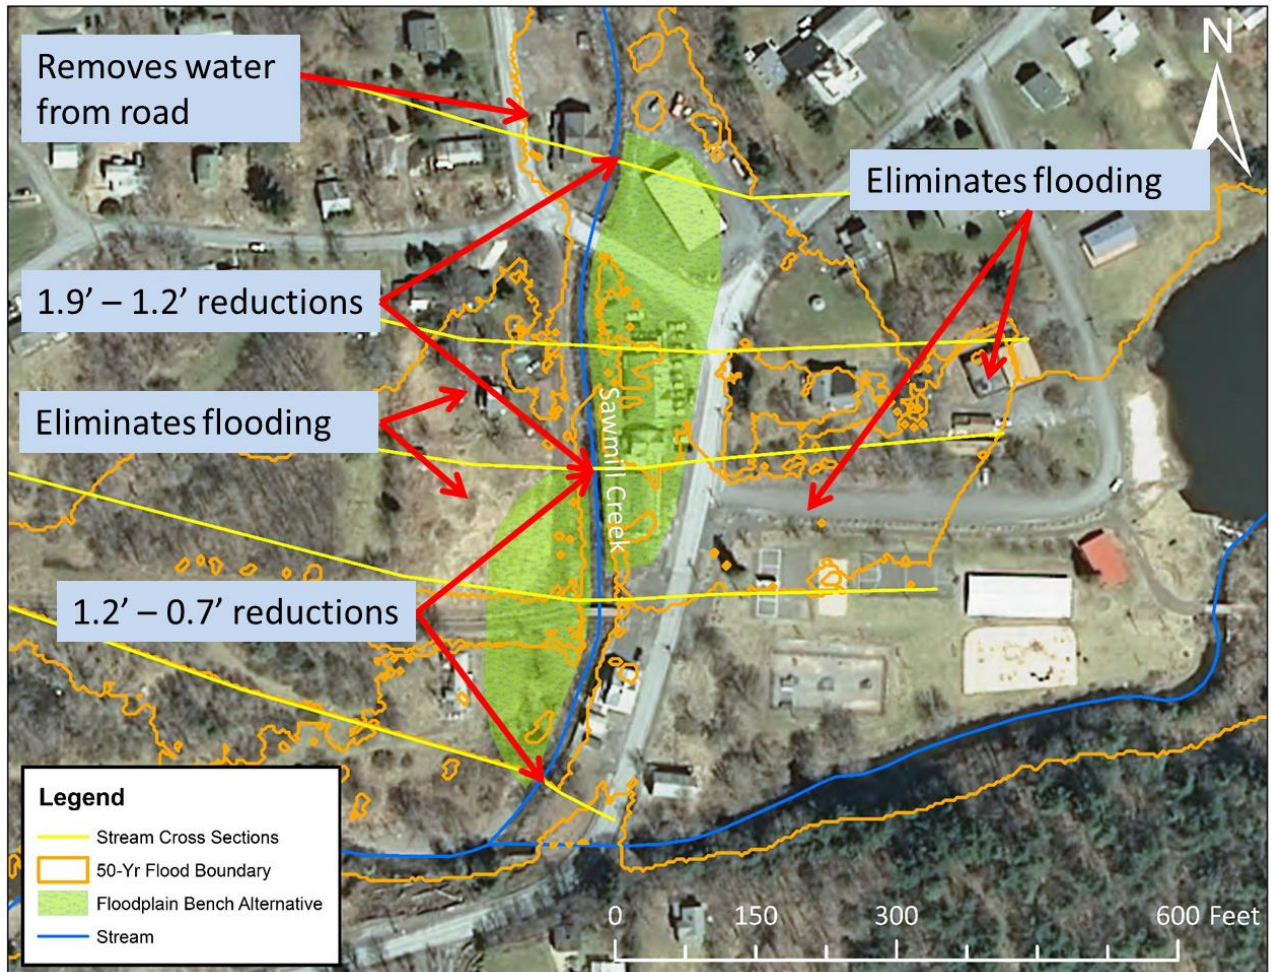 Removes water
from road
N
Eliminates flooding
1.9’ – 1.2’ reductions
Eliminates flooding
Sawmill Creek
1.2’ – 0.7’ reductions
Legend
Stream Cross Sections
50-Yr Flood Boundary
Floodplain Bench Alternative
Stream
0 150 300 600 Feet